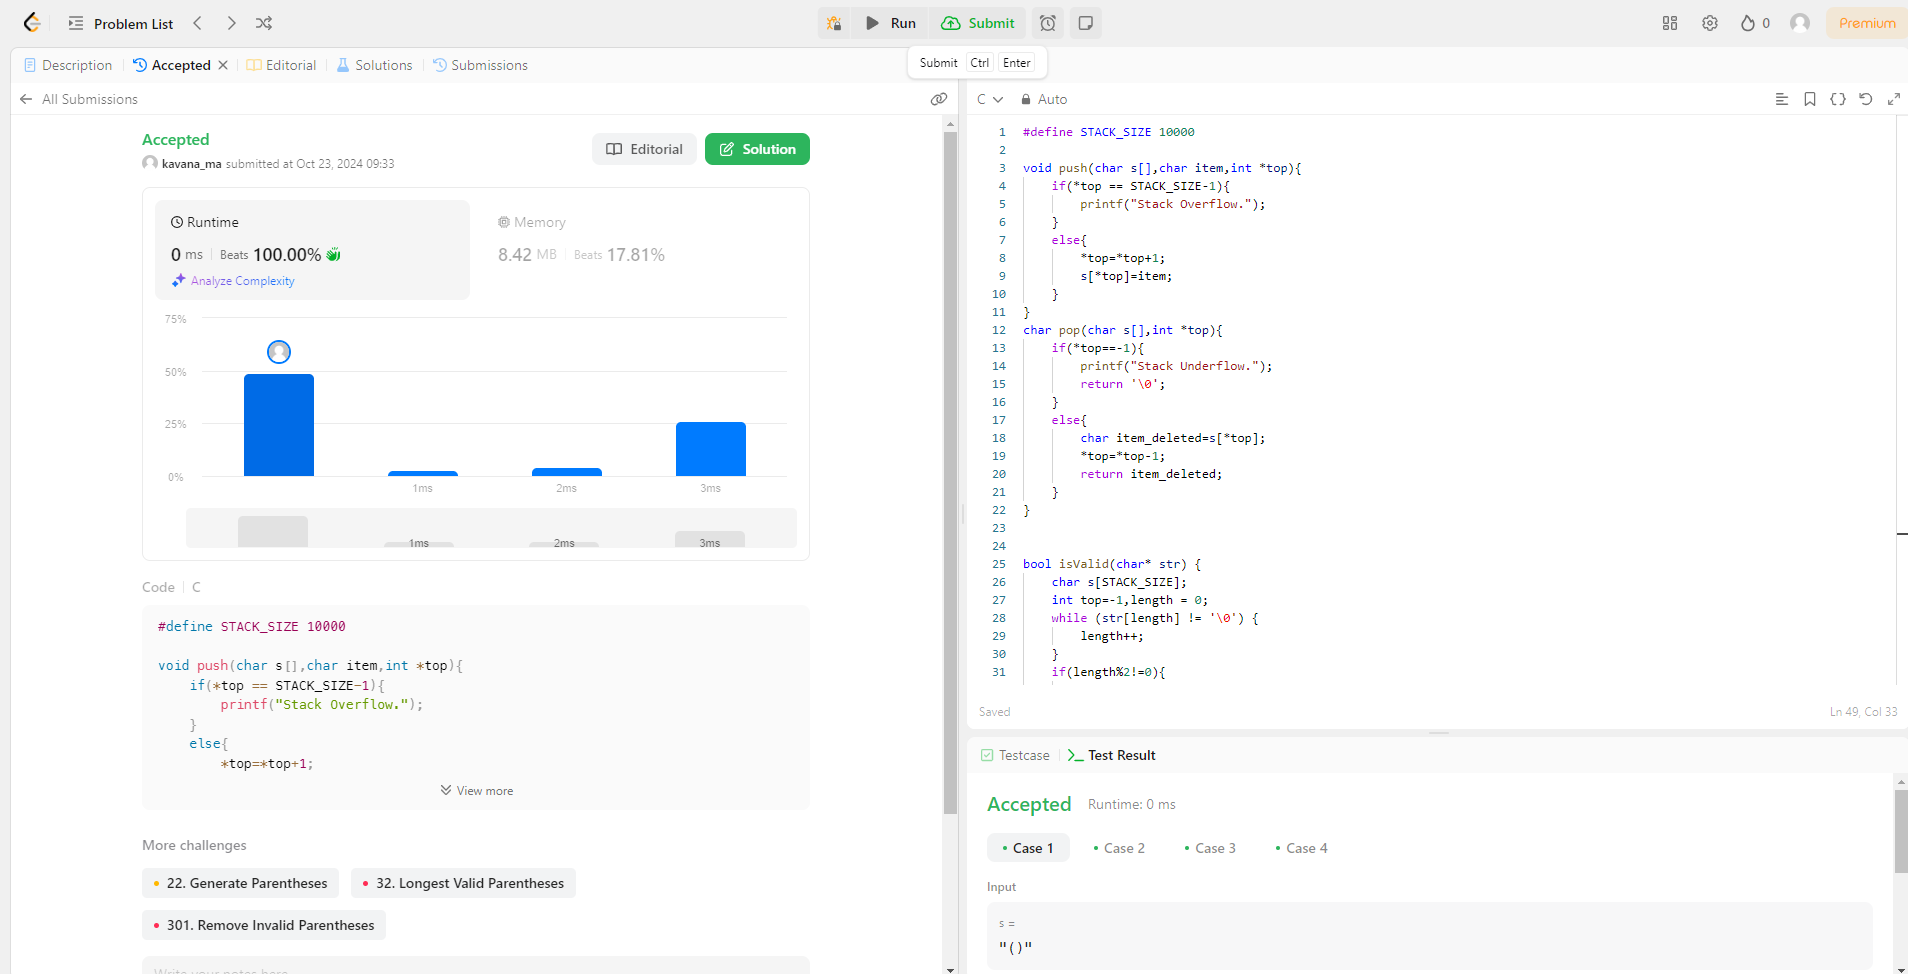 Problem List
Run
Submit
0
Premium
Description
Accepted
Editorial
Solutions
Submissions
Submit Ctrl Enter
All Submissions
Accepted
kavana_ma submitted at Oct 23, 2024 09:33
Editorial
Solution
Runtime
0 ms Beats 100.00%
Analyze Complexity
Memory
8.42 MB Beats 17.81%
75%
50%
25%
0%
1ms 2ms 3ms
1ms 2ms 3ms
Code C
#define STACK_SIZE 10000
void push(char s[],char item,int *top){
    if(*top == STACK_SIZE-1){
        printf("Stack Overflow.");
    }
    else{
        *top=*top+1;
View more
More challenges
22. Generate Parentheses
32. Longest Valid Parentheses
301. Remove Invalid Parentheses
Write your notes here
C Auto
1 #define STACK_SIZE 10000
2
3 void push(char s[],char item,int *top){
4     if(*top == STACK_SIZE-1){
5         printf("Stack Overflow.");
6     }
7     else{
8         *top=*top+1;
9         s[*top]=item;
10     }
11 }
12 char pop(char s[],int *top){
13     if(*top==-1){
14         printf("Stack Underflow.");
15         return '\0';
16     }
17     else{
18         char item_deleted=s[*top];
19         *top=*top-1;
20         return item_deleted;
21     }
22 }
23
24
25 bool isValid(char* str) {
26     char s[STACK_SIZE];
27     int top=-1,length = 0;
28     while (str[length] != '\0') {
29         length++;
30     }
31     if(length%2!=0){
Saved
Ln 49, Col 33
Testcase
Test Result
Accepted
Runtime: 0 ms
Case 1
Case 2
Case 3
Case 4
Input
s =
"()"